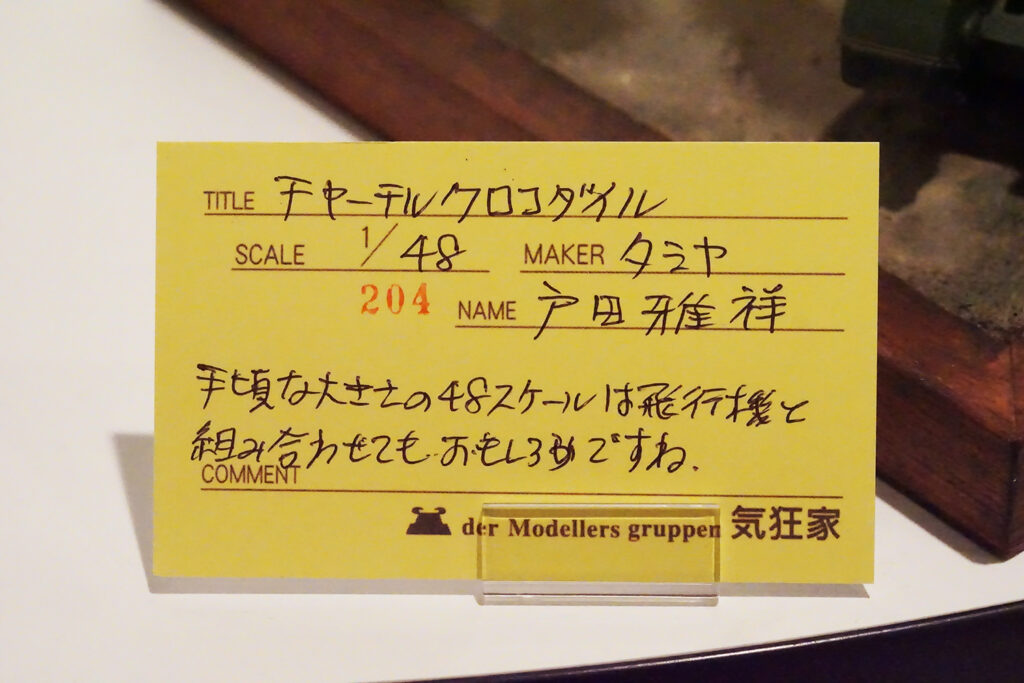 TITLE チャーチルクロコダイル
SCALE 1/48 MAKER タミヤ
204 NAME 戸田雅祥
手頃な大きさの48スケールは飛行機と
組み合わせても、おもしろいですね。
COMMENT
der Modellers gruppen 気狂家